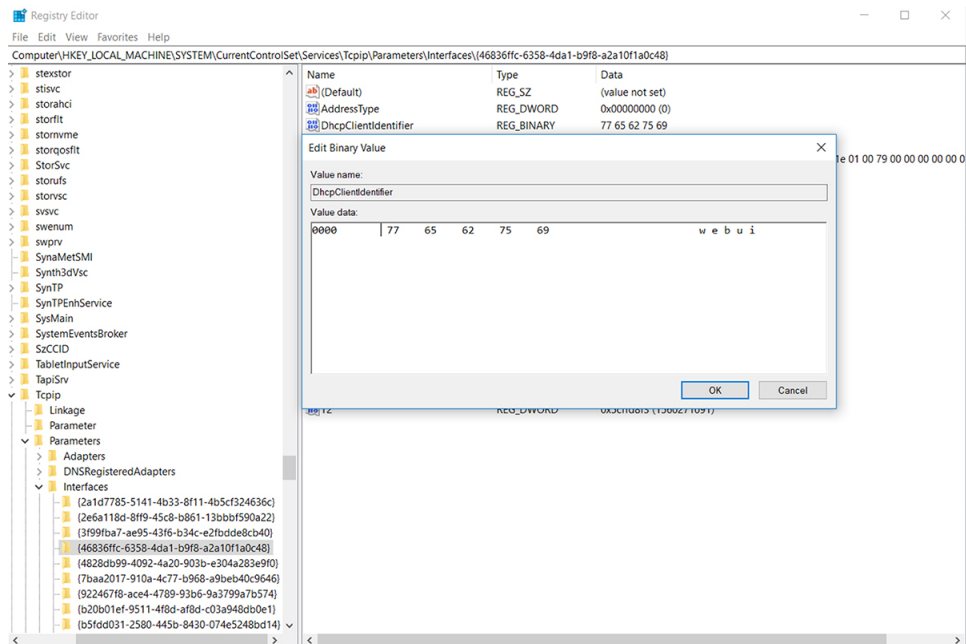 Registry Editor
File Edit View Favorites Help
Computer\HKEY_LOCAL_MACHINE\SYSTEM\CurrentControlSet\Services\Tcpip\Parameters\Interfaces\{46836ffc-6358-4da1-b9f8-a2a10f1a0c48}
stexstor
stisvc
storahci
storflt
stornvme
storqosflt
StorSvc
storufs
storvsc
svsvc
swenum
swprv
SynaMetSMI
Synth3dVsc
SynTP
SynTPEnhService
SysMain
SystemEventsBroker
SzCCID
TabletInputService
TapiSrv
Tcpip
Linkage
Parameter
Parameters
Adapters
DNSRegisteredAdapters
Interfaces
{2a1d7785-5141-4b33-8f11-4b5cf324636c}
{2e6a118d-8ff9-45c8-b861-13bbbf590a22}
{3f99fba7-ae95-43f6-b34c-e2fbdde8cb40}
{46836ffc-6358-4da1-b9f8-a2a10f1a0c48}
{4828db99-4092-4a20-903b-e304a283e9f0}
{7baa2017-910a-4c77-b968-a9beb40c9646}
{922467f8-ace4-4789-93b6-9a3799a7b574}
{b20b01ef-9511-4f8d-af8d-c03a948db0e1}
{b5fdd031-2580-445b-8430-074e5248bd14}
Name Type Data
(Default) REG_SZ (value not set)
AddressType REG_DWORD 0x00000000 (0)
DhcpClientIdentifier REG_BINARY 77 65 62 75 69
1e 01 00 79 00 00 00 00 00 0
Edit Binary Value
Value name:
DhcpClientIdentifier
Value data:
0000 77 65 62 75 69 w e b u i
OK Cancel
REG_DWORD